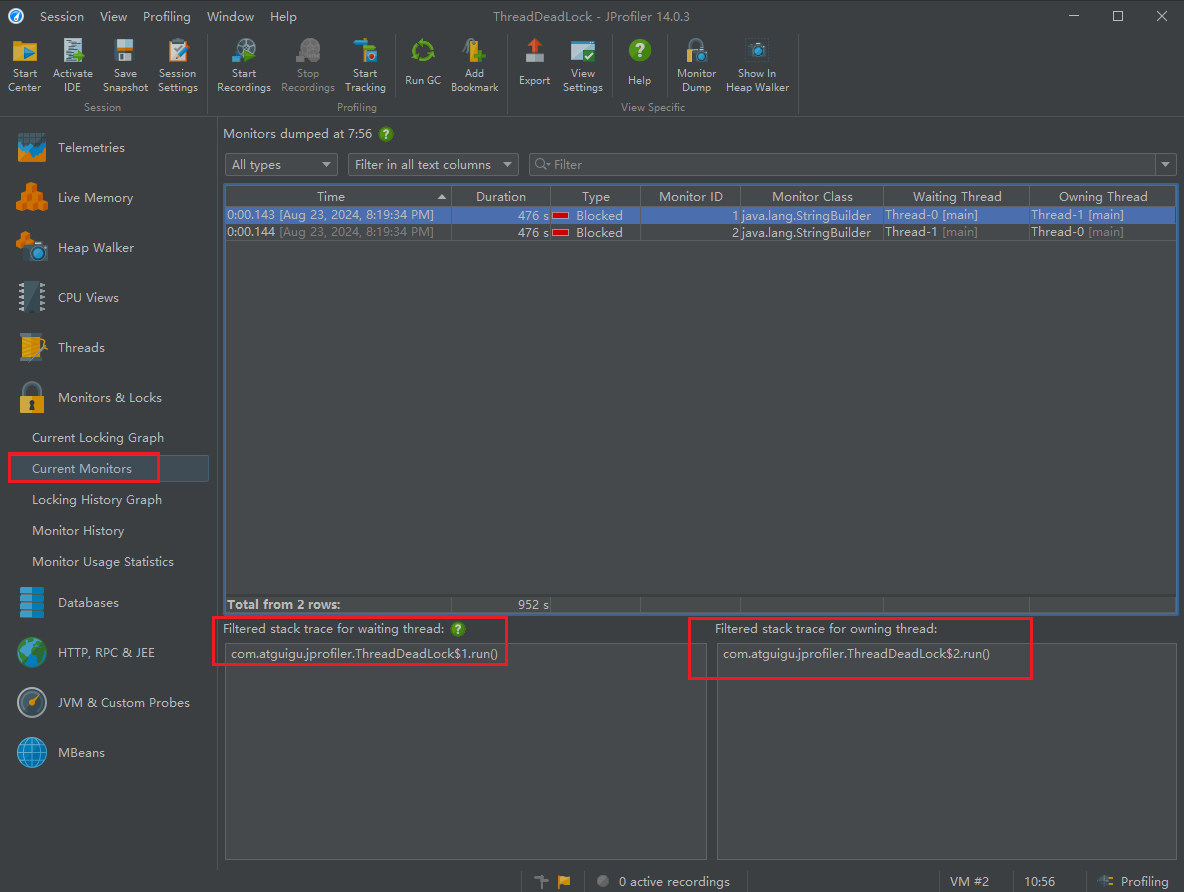 Session View Profiling Window Help ThreadDeadLock - JProfiler 14.0.3
Start Center
Activate IDE
Save Snapshot
Session Settings
Start Recordings
Stop Recordings
Start Tracking
Run GC
Add Bookmark
Export
View Settings
Help
Monitor Dump
Show In Heap Walker
Session Profiling View Specific
Telemetries
Live Memory
Heap Walker
CPU Views
Threads
Monitors & Locks
Current Locking Graph
Current Monitors
Locking History Graph
Monitor History
Monitor Usage Statistics
Databases
HTTP, RPC & JEE
JVM & Custom Probes
MBeans
Monitors dumped at 7:56 ?
All types Filter in all text columns Filter
Time Duration Type Monitor ID Monitor Class Waiting Thread Owning Thread
0:00.143 [Aug 23, 2024, 8:19:34 PM] 476 s Blocked 1 java.lang.StringBuilder Thread-0 [main] Thread-1 [main]
0:00.144 [Aug 23, 2024, 8:19:34 PM] 476 s Blocked 2 java.lang.StringBuilder Thread-1 [main] Thread-0 [main]
Total from 2 rows: 952 s
Filtered stack trace for waiting thread: ?
com.atguigu.jprofiler.ThreadDeadLock$1.run()
Filtered stack trace for owning thread:
com.atguigu.jprofiler.ThreadDeadLock$2.run()
0 active recordings VM #2 10:56 Profiling